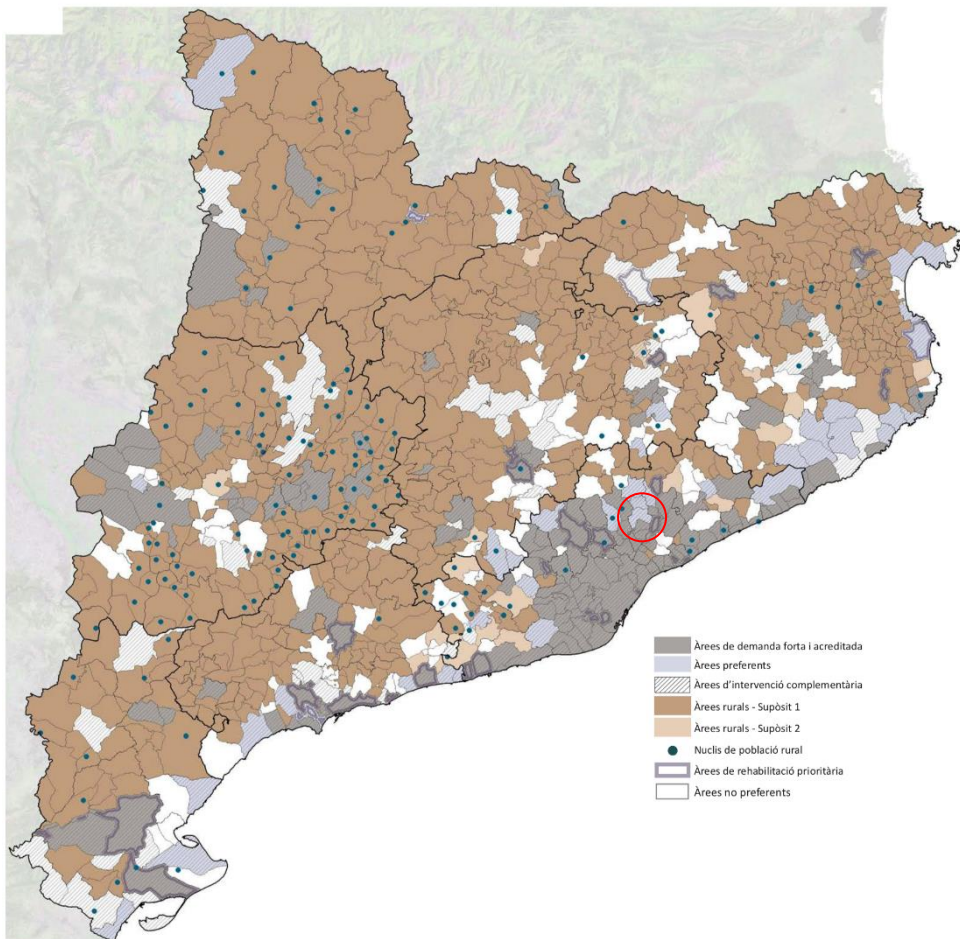 Àrees de demanda forta i acreditada
Àrees preferents
Àrees d'intervenció complementària
Àrees rurals - Supòsit 1
Àrees rurals - Supòsit 2
Nuclis de població rural
Àrees de rehabilitació prioritària
Àrees no preferents